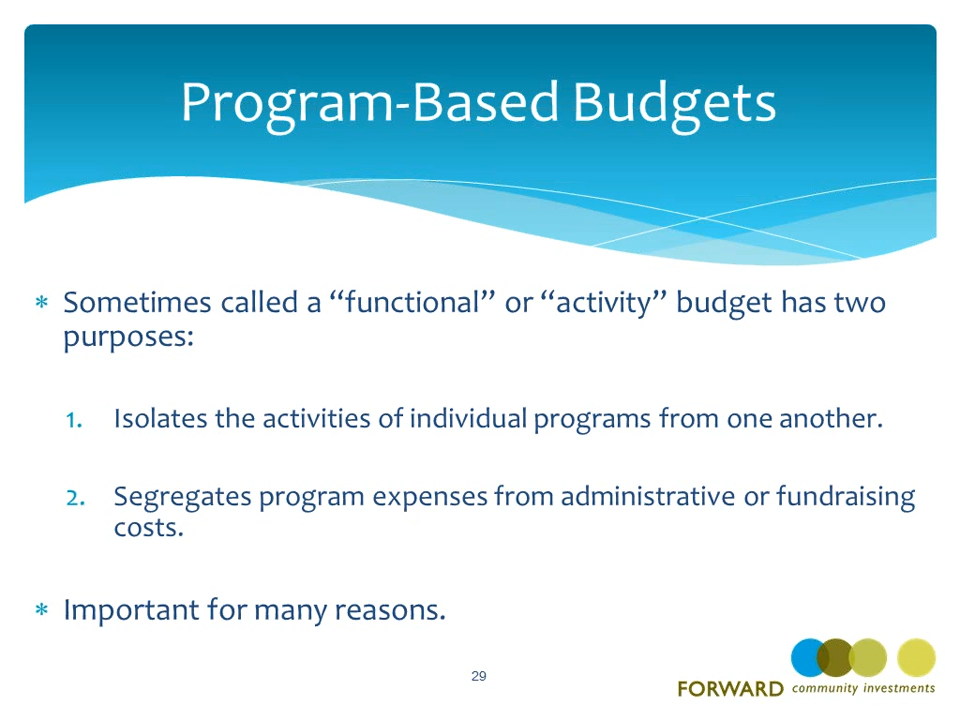 Program-Based Budgets
∗ Sometimes called a “functional” or “activity” budget has two
purposes:
1. Isolates the activities of individual programs from one another.
2. Segregates program expenses from administrative or fundraising
costs.
∗ Important for many reasons.
29
FORWARD community investments